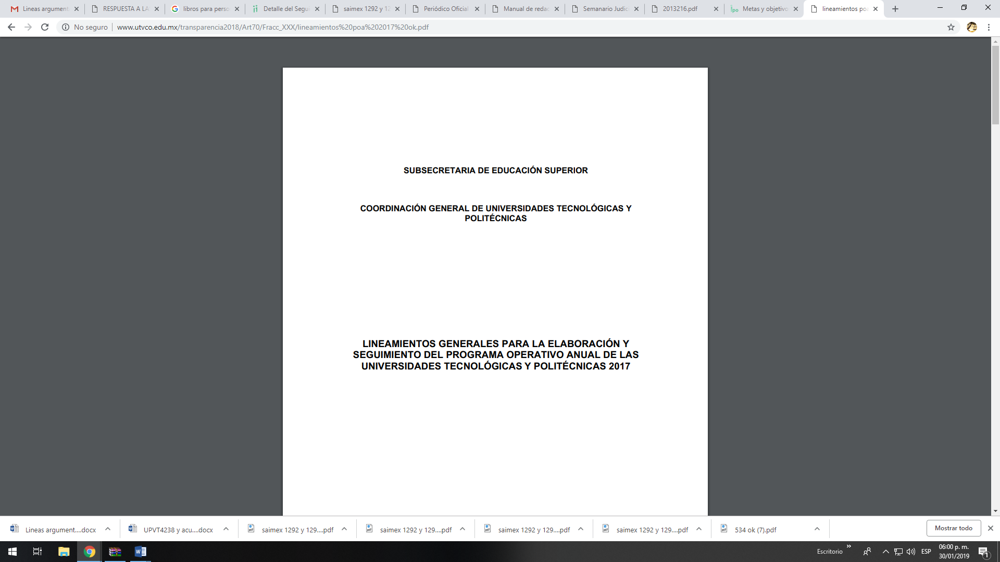 Lineas argument
RESPUESTA A LA
libros para perso
Detalle del Segui
saimex 1292 y 12
Periódico Oficial
Manual de redac
Semanario Judic
2013216.pdf
Metas y objetivo
lineamientos poa
No seguro
www.utvco.edu.mx/transparencia2018/Art70/Fracc_XXX/lineamientos%20poa%202017%20ok.pdf
SUBSECRETARIA DE EDUCACIÓN SUPERIOR
COORDINACIÓN GENERAL DE UNIVERSIDADES TECNOLÓGICAS Y
POLITÉCNICAS
LINEAMIENTOS GENERALES PARA LA ELABORACIÓN Y
SEGUIMIENTO DEL PROGRAMA OPERATIVO ANUAL DE LAS
UNIVERSIDADES TECNOLÓGICAS Y POLITÉCNICAS 2017
Lineas argument....docx
UPVT4238 y acu....docx
saimex 1292 y 129....pdf
saimex 1292 y 129....pdf
saimex 1292 y 129....pdf
saimex 1292 y 129....pdf
534 ok (7).pdf
Mostrar todo
Escritorio
ESP
06:00 p. m.
30/01/2019
1